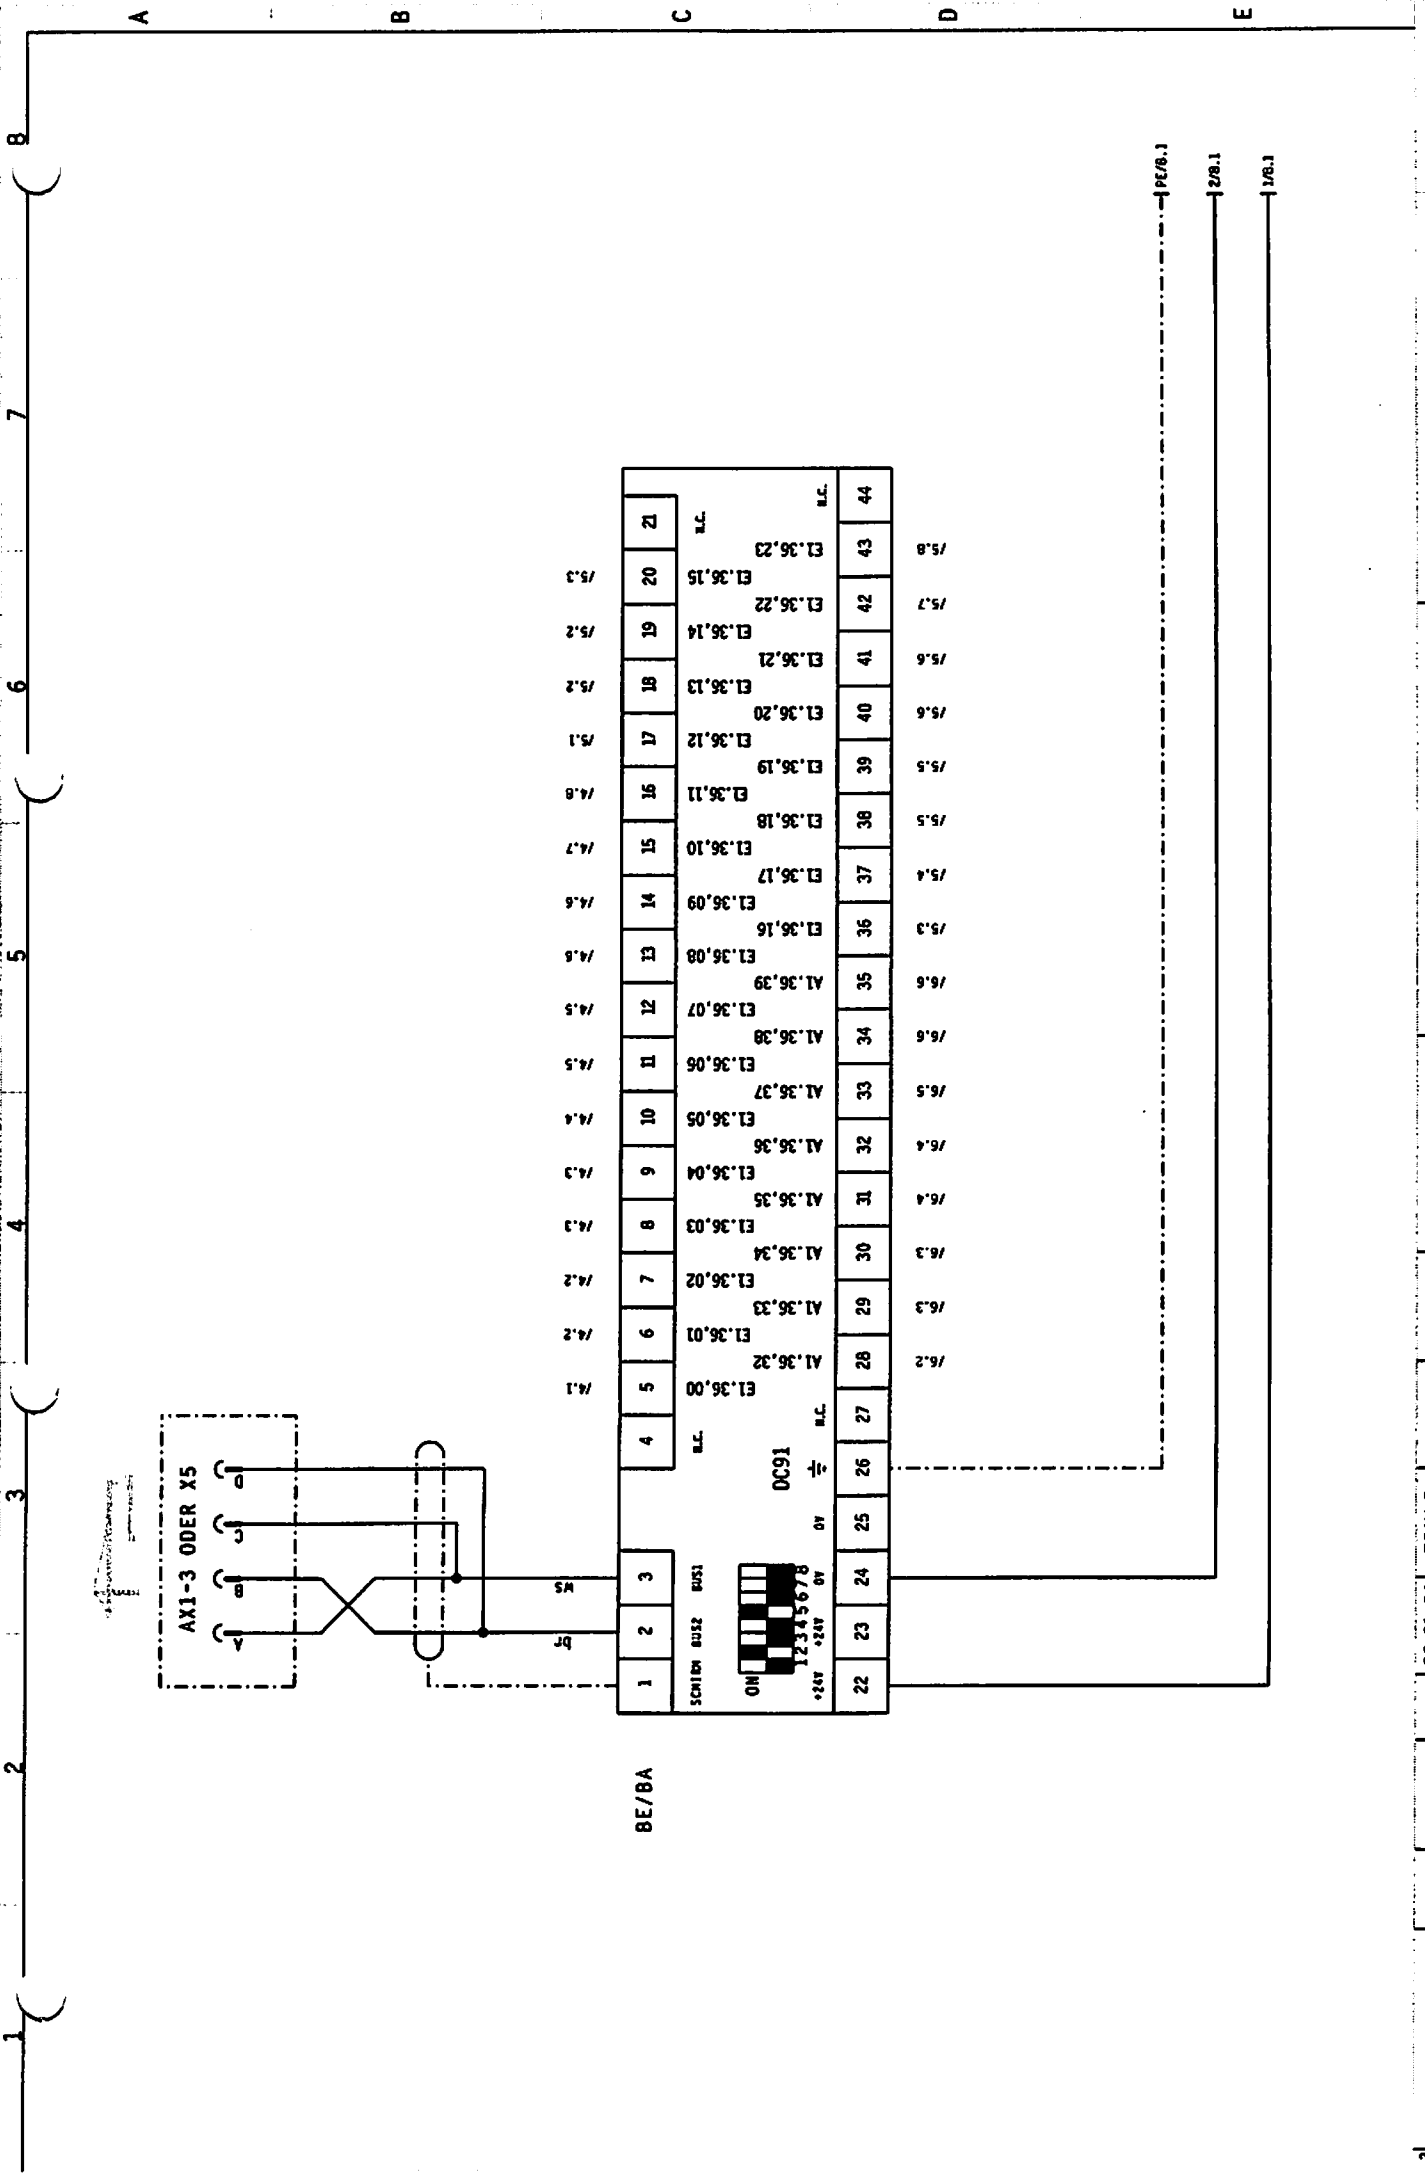 1 2 3 4 5 6 7 8
A
B
C
D
E
AX1-3 ODER X5
A B C D
WS
/4.1 /4.2 /4.2 /4.3 /4.3 /4.4 /4.5 /4.5 /4.6 /4.6 /4.7 /4.8 /5.1 /5.2 /5.2 /5.3
BE/BA
1 2 3 4 5 6 7 8 9 10 11 12 13 14 15 16 17 18 19 20 21
SCHIRM BUS2 BUS1 N.C. E1.36,00 E1.36,01 E1.36,02 E1.36,03 E1.36,04 E1.36,05 E1.36,06 E1.36,07 E1.36,08 E1.36,09 E1.36,10 E1.36,11 E1.36,12 E1.36,13 E1.36,14 E1.36,15 N.C.
ON
DC91
12345678
+24V +24V 0V 0V N.C. A1.36,32 A1.36,33 A1.36,34 A1.36,35 A1.36,36 A1.36,37 A1.36,38 A1.36,39 E1.36,16 E1.36,17 E1.36,18 E1.36,19 E1.36,20 E1.36,21 E1.36,22 E1.36,23 N.C.
22 23 24 25 26 27 28 29 30 31 32 33 34 35 36 37 38 39 40 41 42 43 44
/6.2 /6.3 /6.3 /6.4 /6.4 /6.5 /6.6 /6.6 /5.3 /5.4 /5.5 /5.5 /5.6 /5.6 /5.7 /5.8
PE/8.1
2/8.1
1/8.1